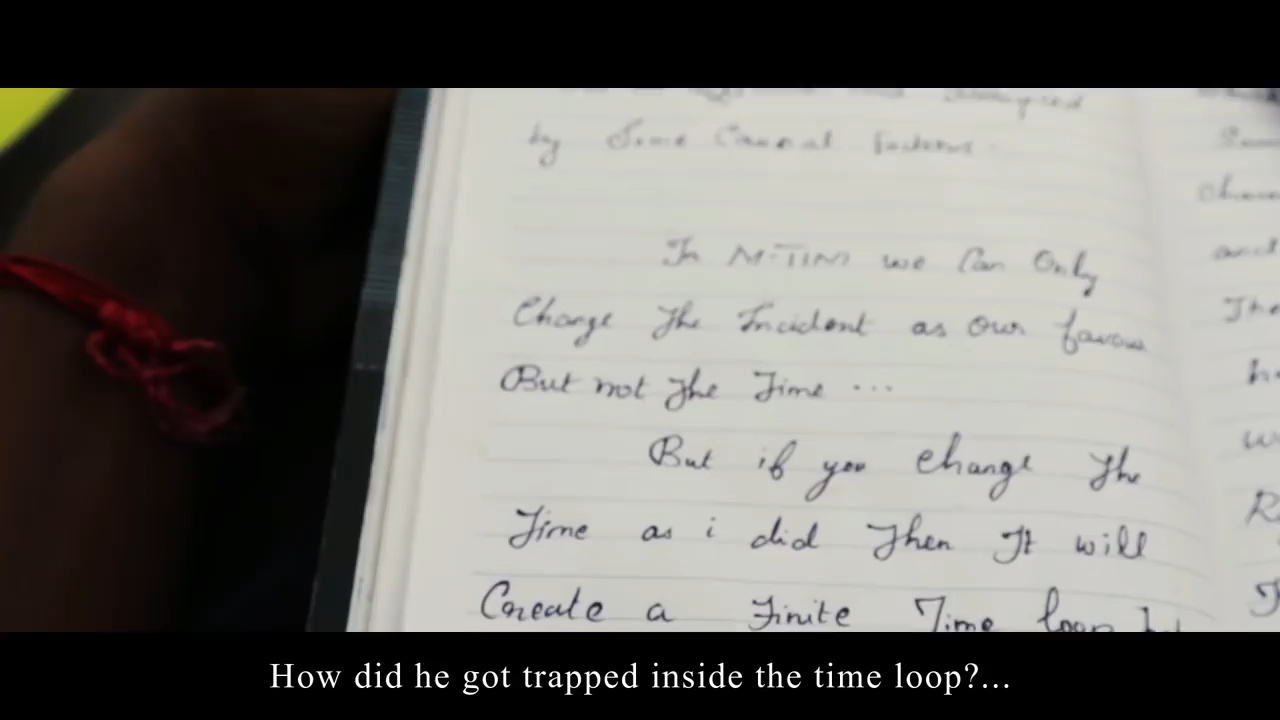 by Some Causal factors.
In M-TIM we Can Only
Change The Incident as Our favour
But not The Time ...
But if you Change The
Time as i did Then It will
Create a Finite Time loop
How did he got trapped inside the time loop?...